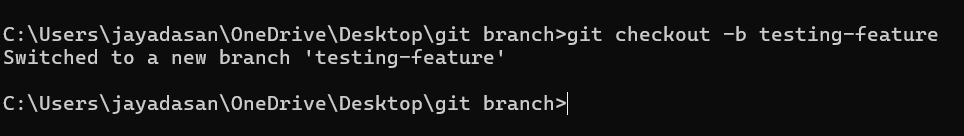 C:\Users\jayadasan\OneDrive\Desktop\git branch>git checkout -b testing-feature
Switched to a new branch 'testing-feature'
C:\Users\jayadasan\OneDrive\Desktop\git branch>